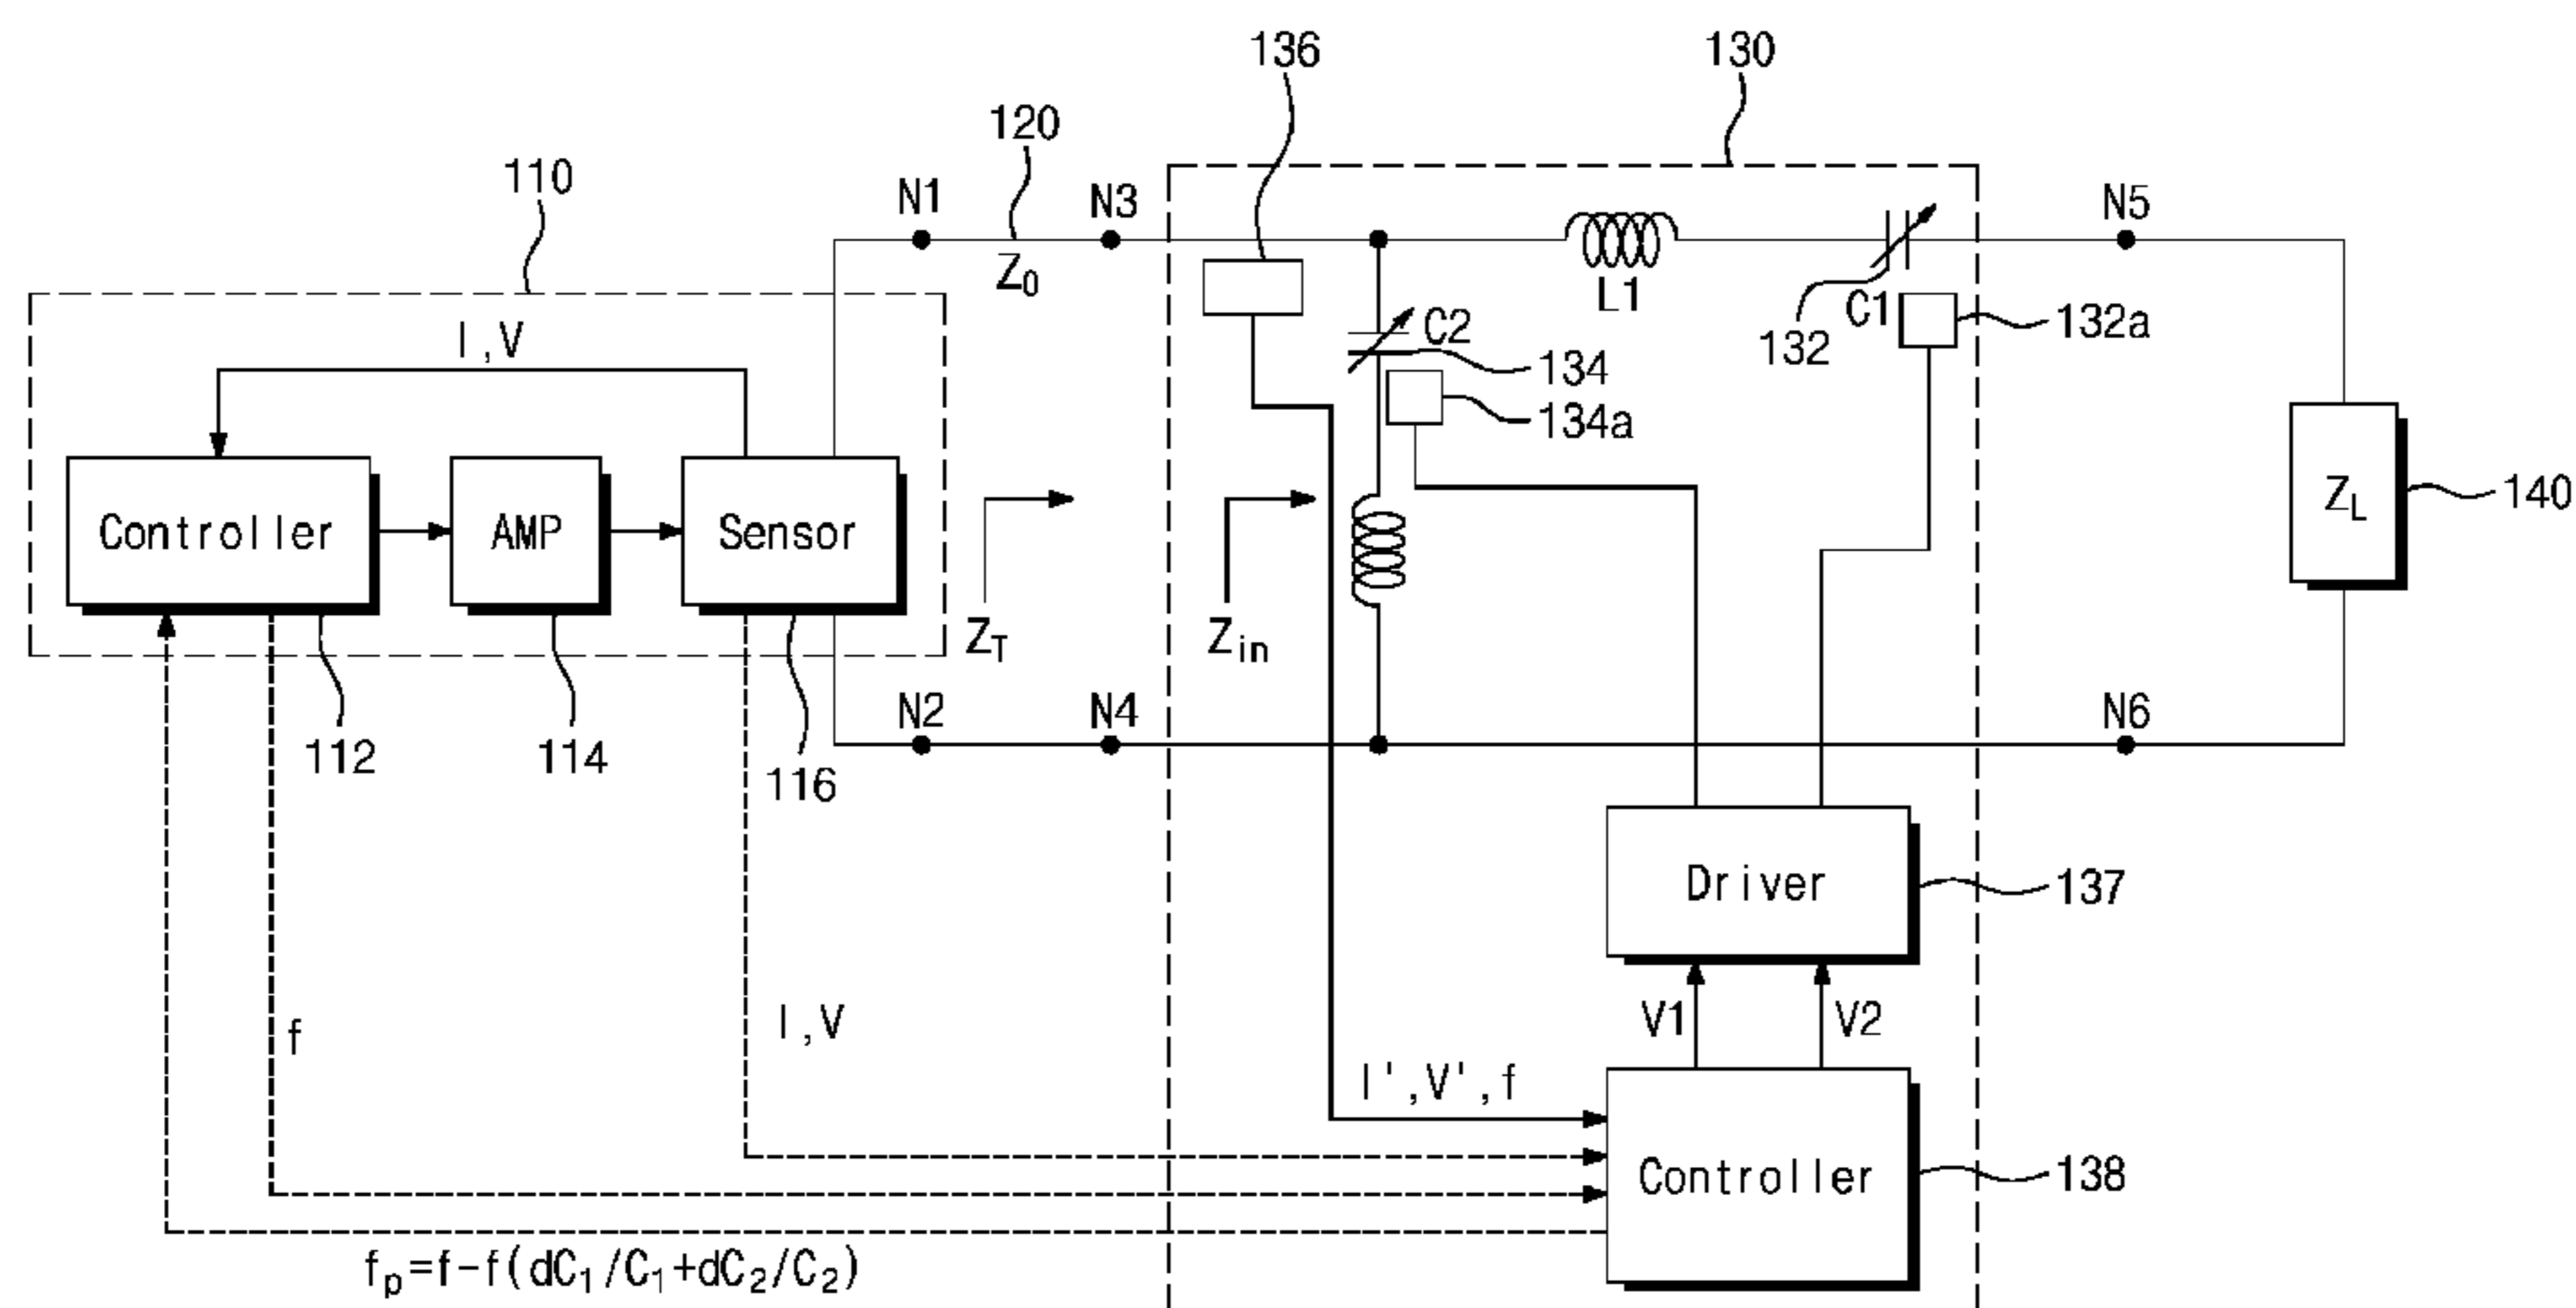 136
130
120
110
N1
N3
N5
Z0
L1
C1
132
132a
I,V
C2
134
134a
Controller
AMP
Sensor
ZL
140
ZT
Zin
N2
N4
N6
112
114
116
Driver
137
f
I,V
V1
V2
I',V',f
Controller
138
fp=f-f(dC1/C1+dC2/C2)